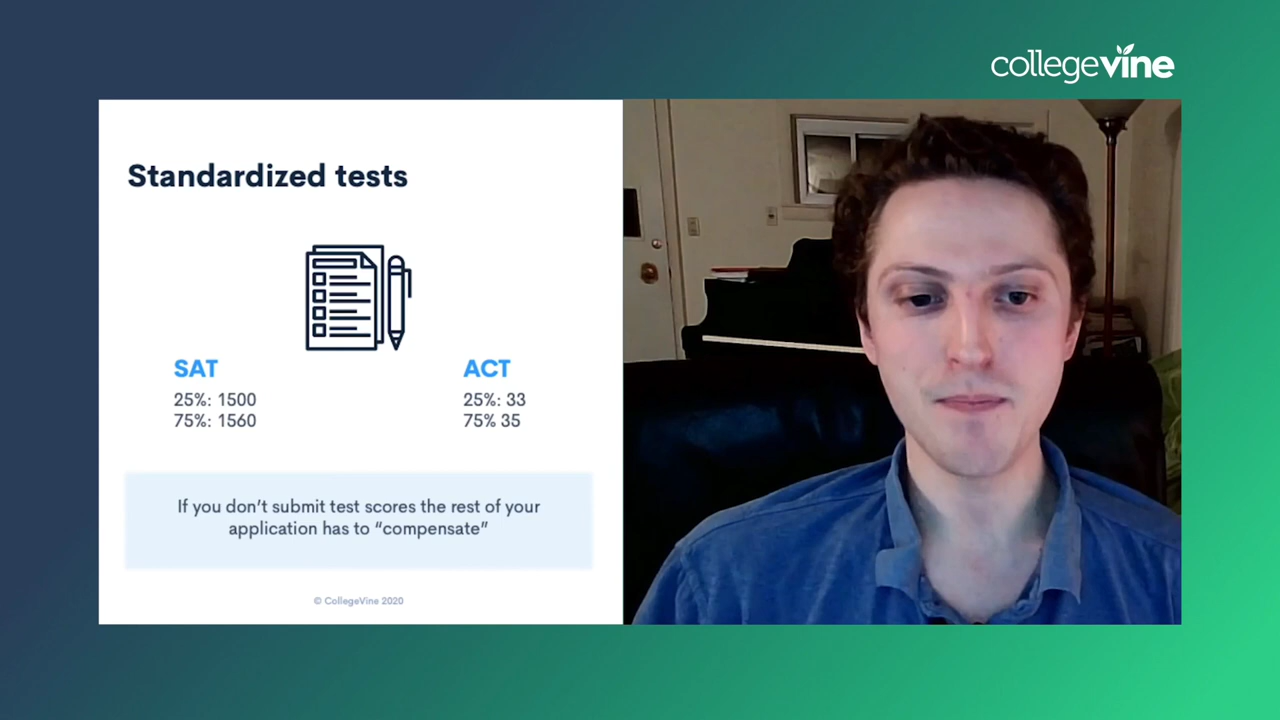 collegevine
Standardized tests
SAT
25%: 1500
75%: 1560
ACT
25%: 33
75% 35
If you don’t submit test scores the rest of your
application has to “compensate”
© CollegeVine 2020